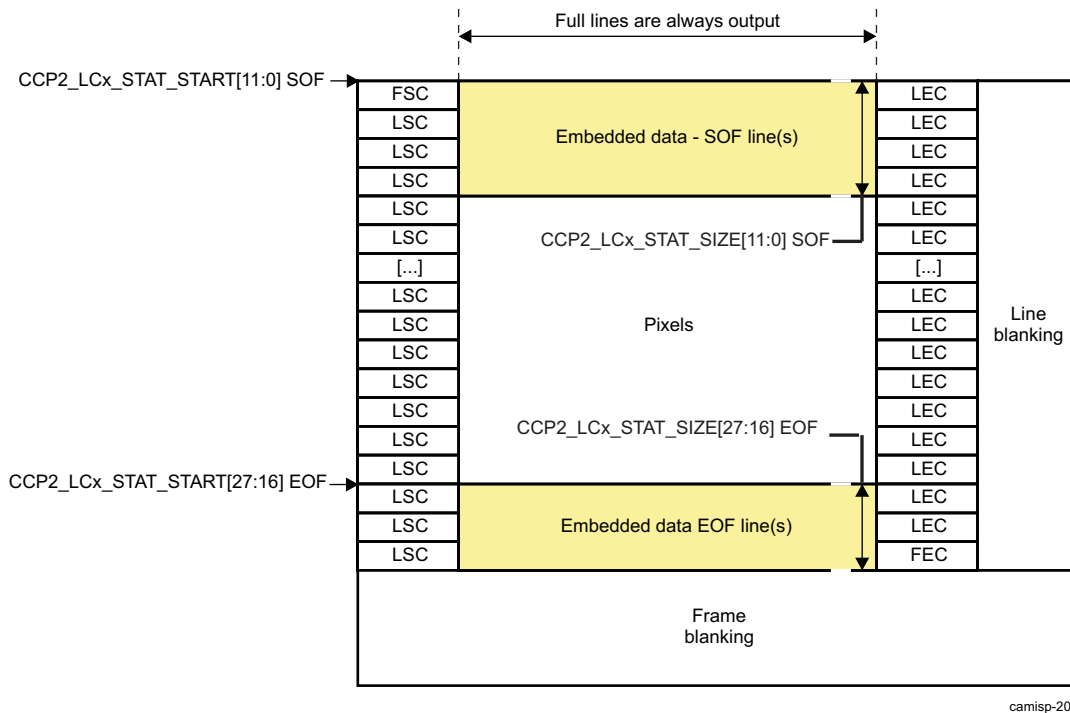 Full lines are always output
CCP2_LCx_STAT_START[11:0] SOF
FSC
LEC
LSC
Embedded data - SOF line(s)
LEC
LSC
LEC
LSC
LEC
LSC
LEC
LSC
CCP2_LCx_STAT_SIZE[11:0] SOF
LEC
[...]
[...]
LSC
LEC
LSC
Pixels
LEC
Line
blanking
LSC
LEC
LSC
LEC
LSC
LEC
LSC
CCP2_LCx_STAT_SIZE[27:16] EOF
LEC
LSC
LEC
CCP2_LCx_STAT_START[27:16] EOF
LSC
LEC
LSC
Embedded data EOF line(s)
LEC
LSC
FEC
Frame
blanking
camisp-20